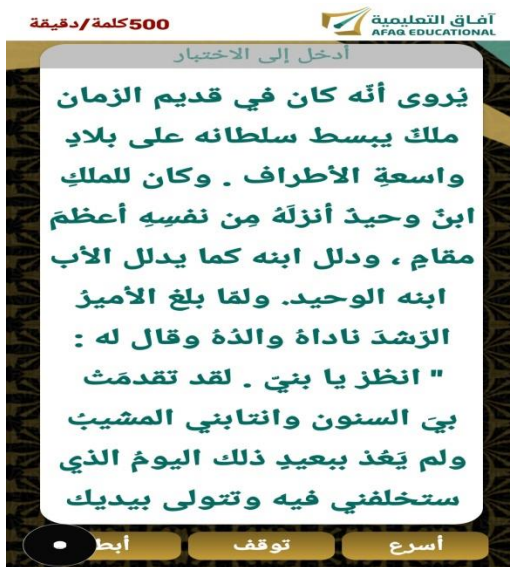 500كلمة/دقيقة
آفاق التعليمية
AFAQ EDUCATIONAL
أدخل إلى الاختبار
يُروى أنّه كان في قديم الزمان
ملكٌ يبسط سلطانه على بلادٍ
واسعةِ الأطراف . وكان للملكِ
ابنٌ وحيدٌ أنزلَهُ مِن نفسِهِ أعظمَ
مقامٍ ، ودلل ابنه كما يدلل الأب
ابنه الوحيد. ولمّا بلغ الأميرُ
الرّشدَ ناداهُ والدُهُ وقال له :
" انظرْ يا بنيّ . لقد تقدمَتْ
بيَ السنون وانتابني المشيبُ
ولم يَعُدْ ببعيدٍ ذلك اليومُ الذي
ستخلفني فيه وتتولى بيديك
أسرع
توقف